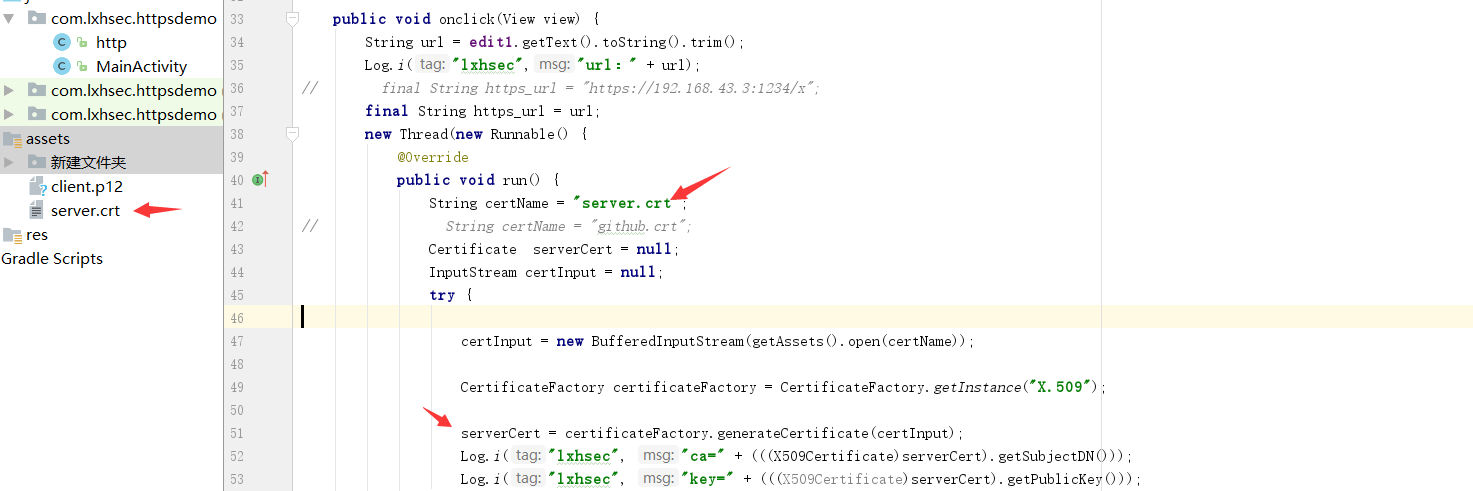 com.lxhsec.httpsdemo
http
MainActivity
com.lxhsec.httpsdemo
com.lxhsec.httpsdemo
assets
新建文件夹
client.p12
server.crt
res
Gradle Scripts
33 public void onclick(View view) {
34 String url = edit1.getText().toString().trim();
35 Log.i( tag: "lxhsec", msg: "url：" + url);
36 // final String https_url = "https://192.168.43.3:1234/x";
37 final String https_url = url;
38 new Thread(new Runnable() {
39 @Override
40 public void run() {
41 String certName = "server.crt";
42 // String certName = "github.crt";
43 Certificate serverCert = null;
44 InputStream certInput = null;
45 try {
46
47 certInput = new BufferedInputStream(getAssets().open(certName));
48
49 CertificateFactory certificateFactory = CertificateFactory.getInstance("X.509");
50
51 serverCert = certificateFactory.generateCertificate(certInput);
52 Log.i( tag: "lxhsec", msg: "ca=" + (((X509Certificate)serverCert).getSubjectDN()));
53 Log.i( tag: "lxhsec", msg: "key=" + (((X509Certificate)serverCert).getPublicKey()));